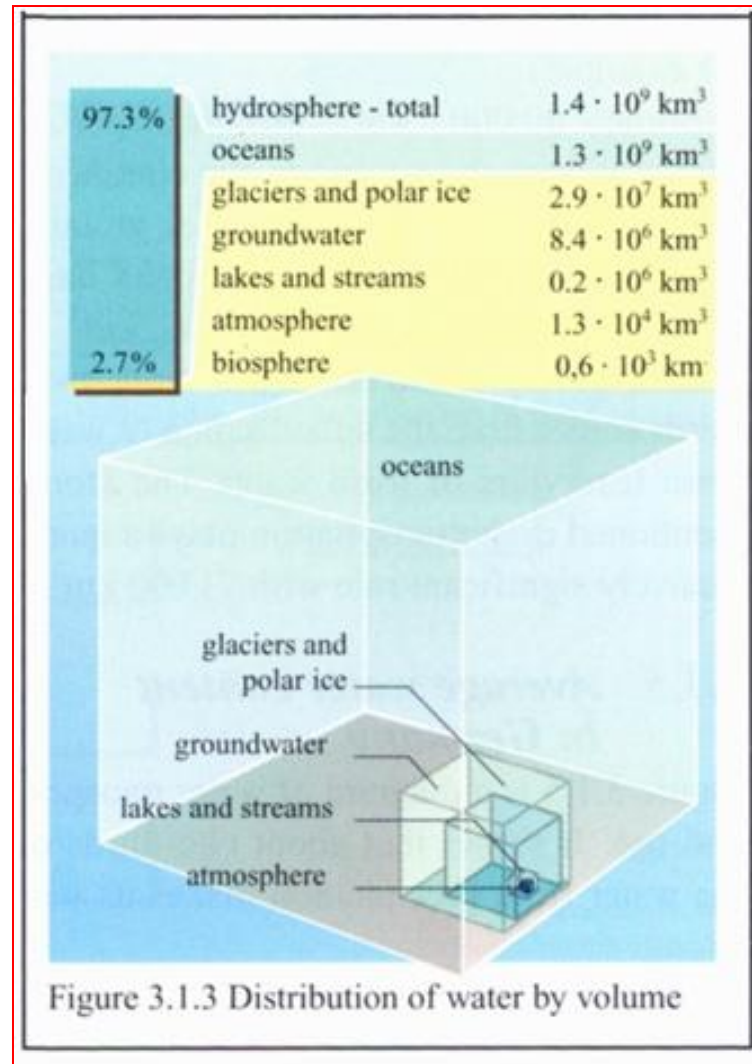 97.3%
hydrosphere - total 1.4 · 10⁹ km³
oceans 1.3 · 10⁹ km³
glaciers and polar ice 2.9 · 10⁷ km³
groundwater 8.4 · 10⁶ km³
lakes and streams 0.2 · 10⁶ km³
atmosphere 1.3 · 10⁴ km³
2.7% biosphere 0,6 · 10³ km
oceans
glaciers and
polar ice
groundwater
lakes and streams
atmosphere
Figure 3.1.3 Distribution of water by volume